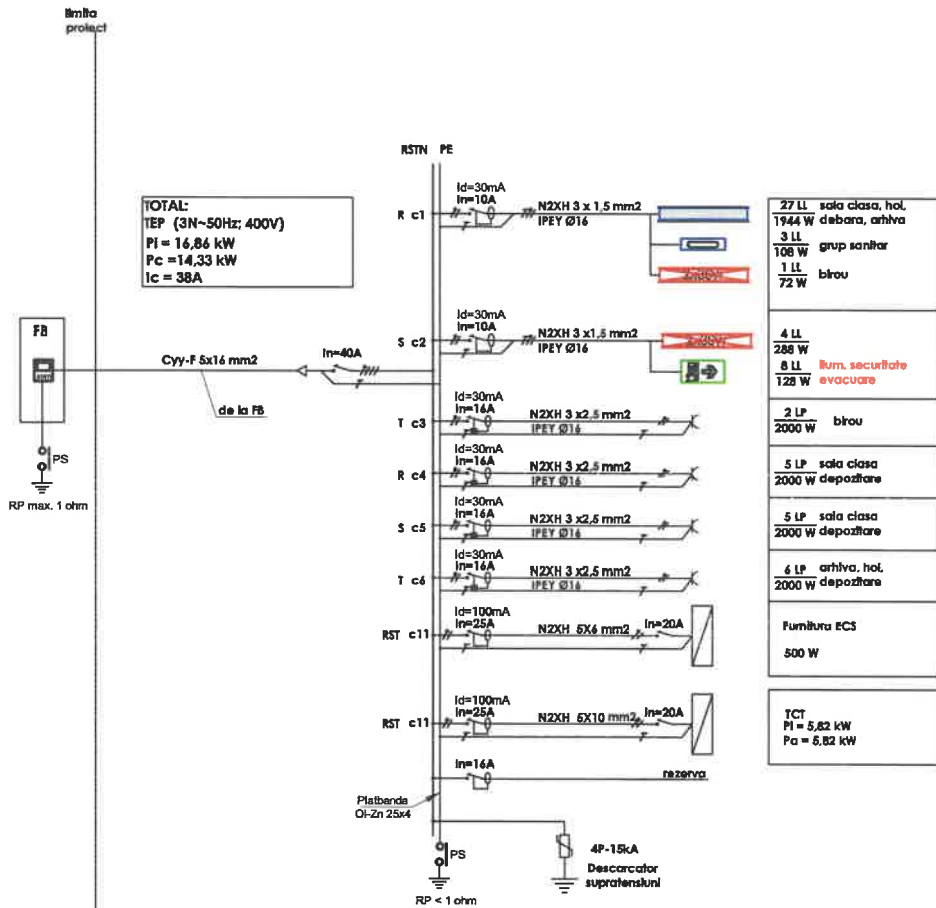 limita
proiect
RSTN PE
TOTAL:
TEP (3N~50Hz; 400V)
Pi = 16,86 kW
Pc =14,33 kW
Ic = 38A
FB
Cyy-F 5x16 mm2
de la FB
In=40A
PS
RP max. 1 ohm
R c1
Id=30mA
In=10A
N2XH 3 x 1,5 mm2
IPEY Ø16
27 LL sala clasa, hol,
1944 W debara, arhiva
3 LL
108 W grup sanitar
1 LL
72 W birou
S c2
Id=30mA
In=10A
N2XH 3 x1,5 mm2
IPEY Ø16
4 LL
288 W
8 LL ilum. securitate
128 W evacuare
T c3
Id=30mA
In=16A
N2XH 3 x2,5 mm2
IPEY Ø16
2 LP
2000 W birou
R c4
Id=30mA
In=16A
N2XH 3 x2,5 mm2
IPEY Ø16
5 LP sala clasa
2000 W depozitare
S c5
Id=30mA
In=16A
N2XH 3 x2,5 mm2
IPEY Ø16
5 LP sala clasa
2000 W depozitare
T c6
Id=30mA
In=16A
N2XH 3 x2,5 mm2
IPEY Ø16
6 LP arhiva, hol,
2000 W depozitare
RST c11
Id=100mA
In=25A
N2XH 5X6 mm2
In=20A
Furnitura ECS
500 W
RST c11
Id=100mA
In=25A
N2XH 5X10 mm2
In=20A
TCT
Pi = 5,82 kW
Pa = 5,82 kW
In=16A
rezerva
Platbanda
Ol-Zn 25x4
PS
RP < 1 ohm
4P-15kA
Descarcator
supratensiuni